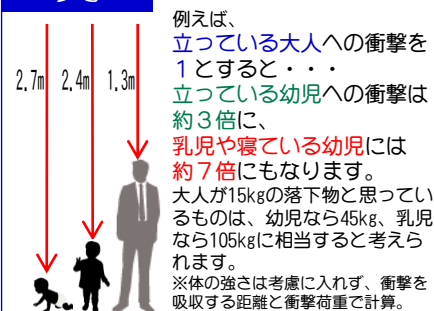 例えば、
立っている大人への衝撃を
１とすると・・・
立っている幼児への衝撃は
約３倍に、
乳児や寝ている幼児には
約７倍にもなります。
大人が15kgの落下物と思ってい
るものは、幼児なら45kg、乳児
なら105kgに相当すると考えら
れます。
※体の強さは考慮に入れず、衝撃を
吸収する距離と衝撃荷重で計算。
2.7m 2.4m 1.3m